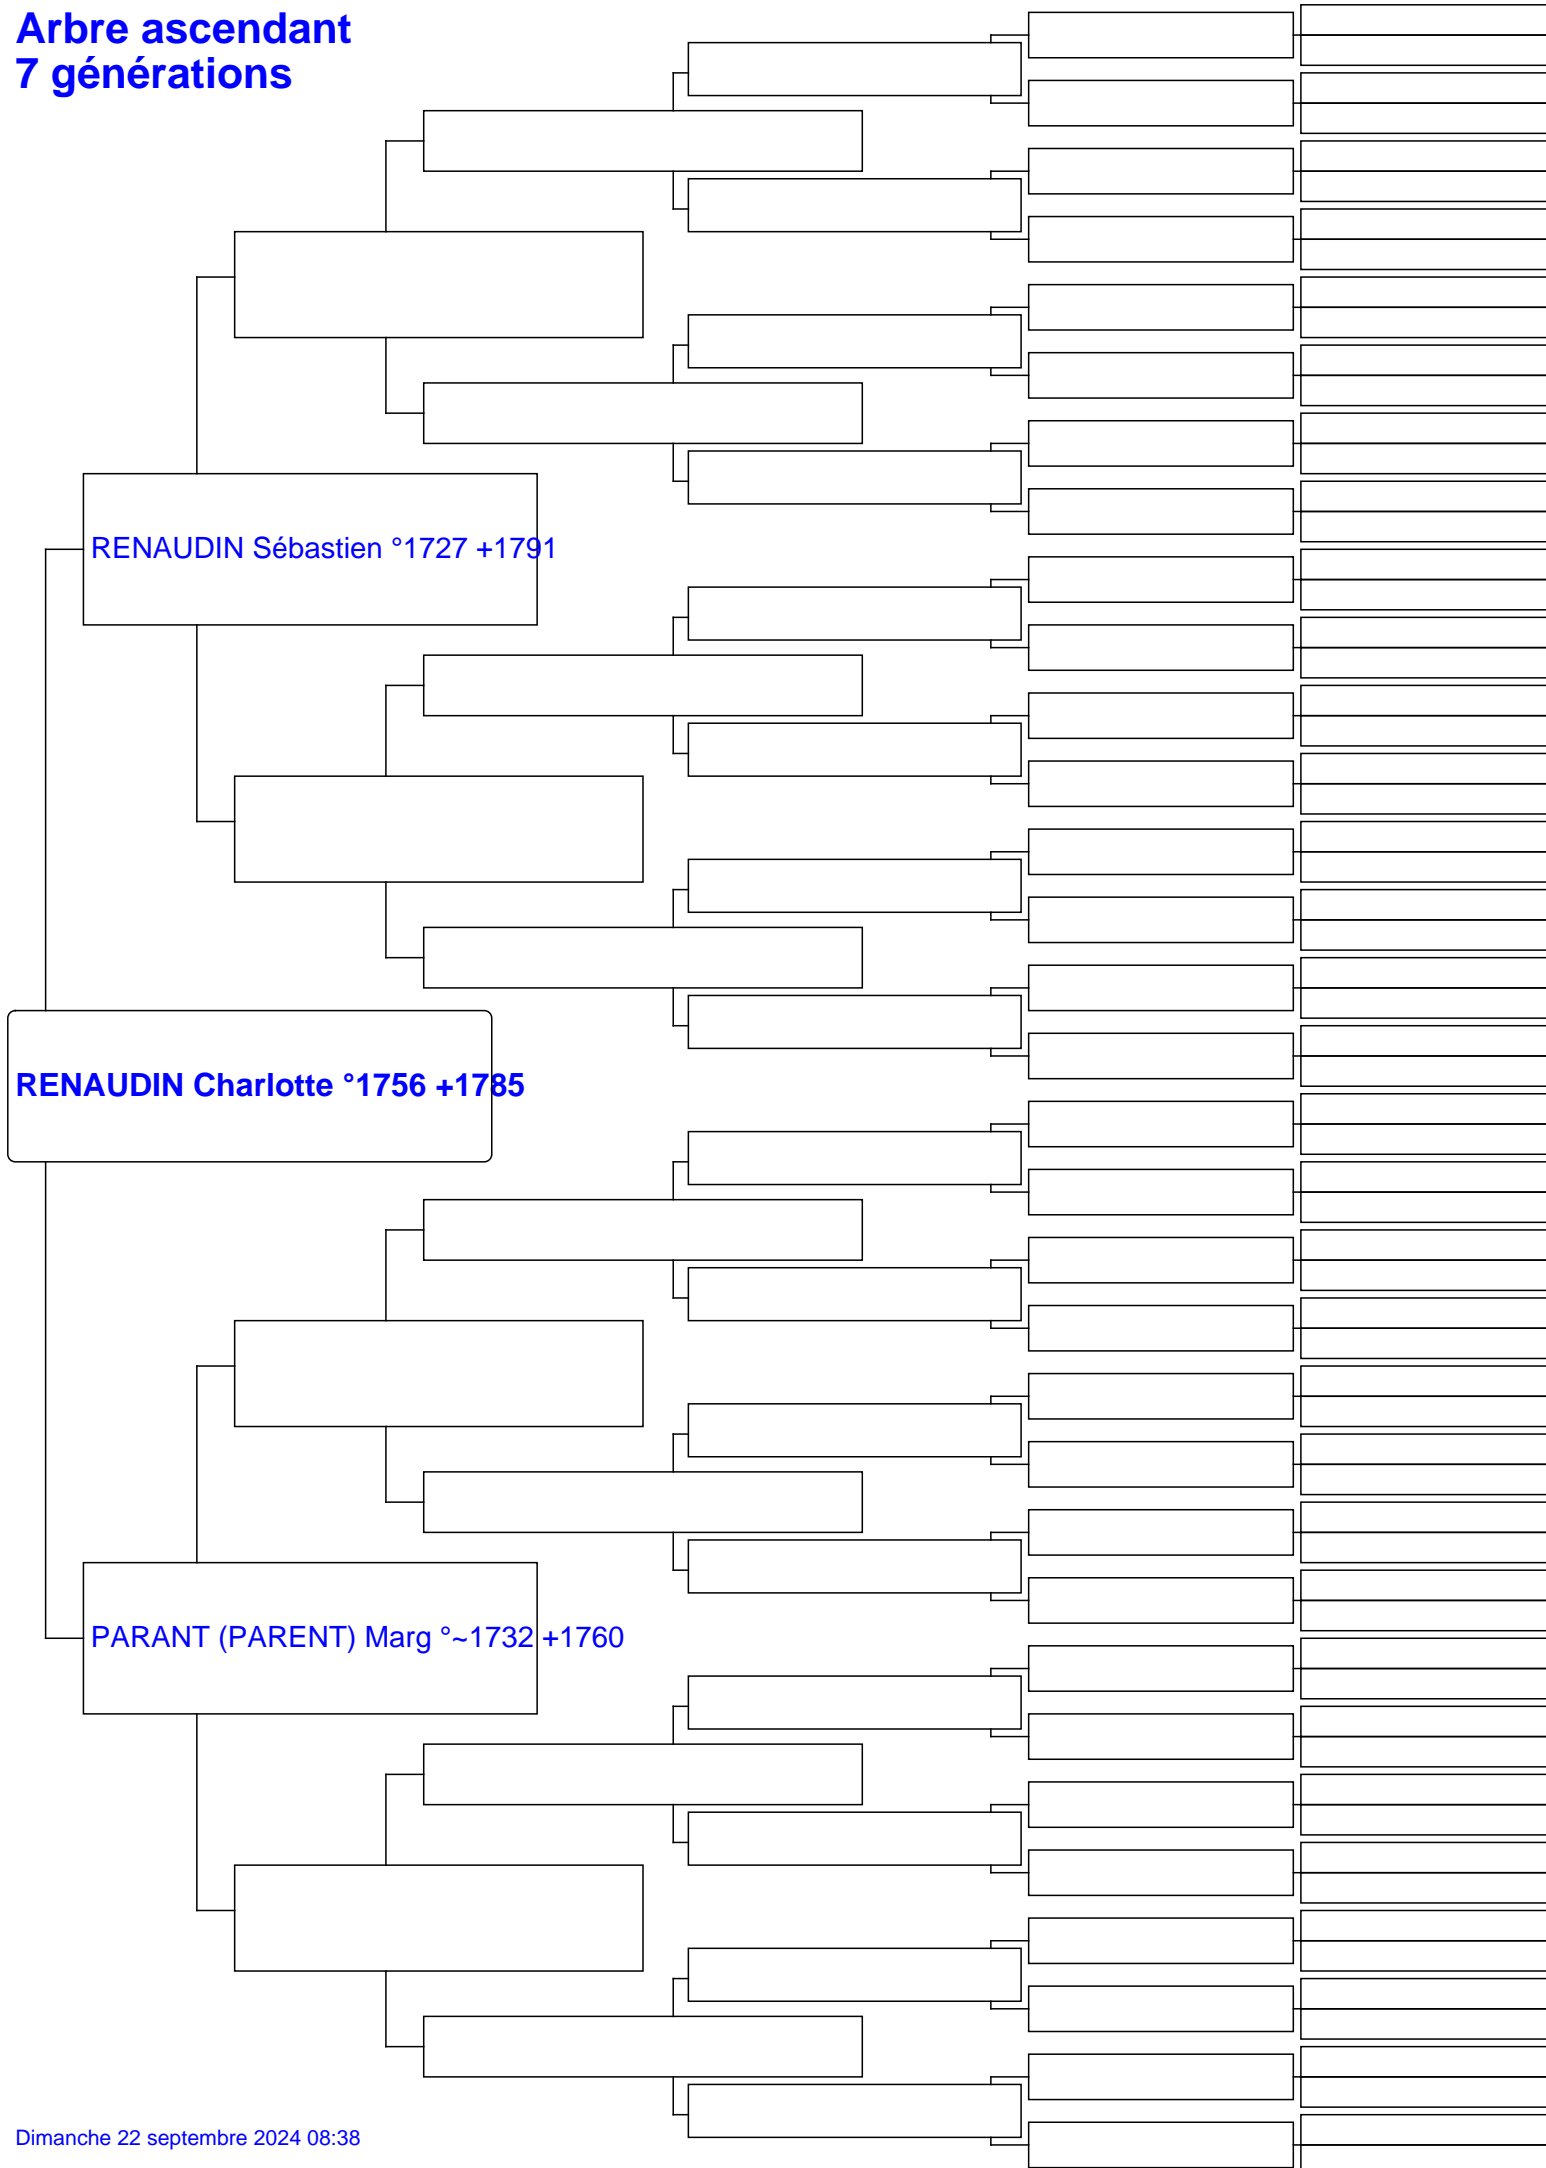 Arbre ascendant
7 générations
RENAUDIN Sébastien °1727 +1791
RENAUDIN Charlotte °1756 +1785
PARANT (PARENT) Marg °~1732 +1760
Dimanche 22 septembre 2024 08:38